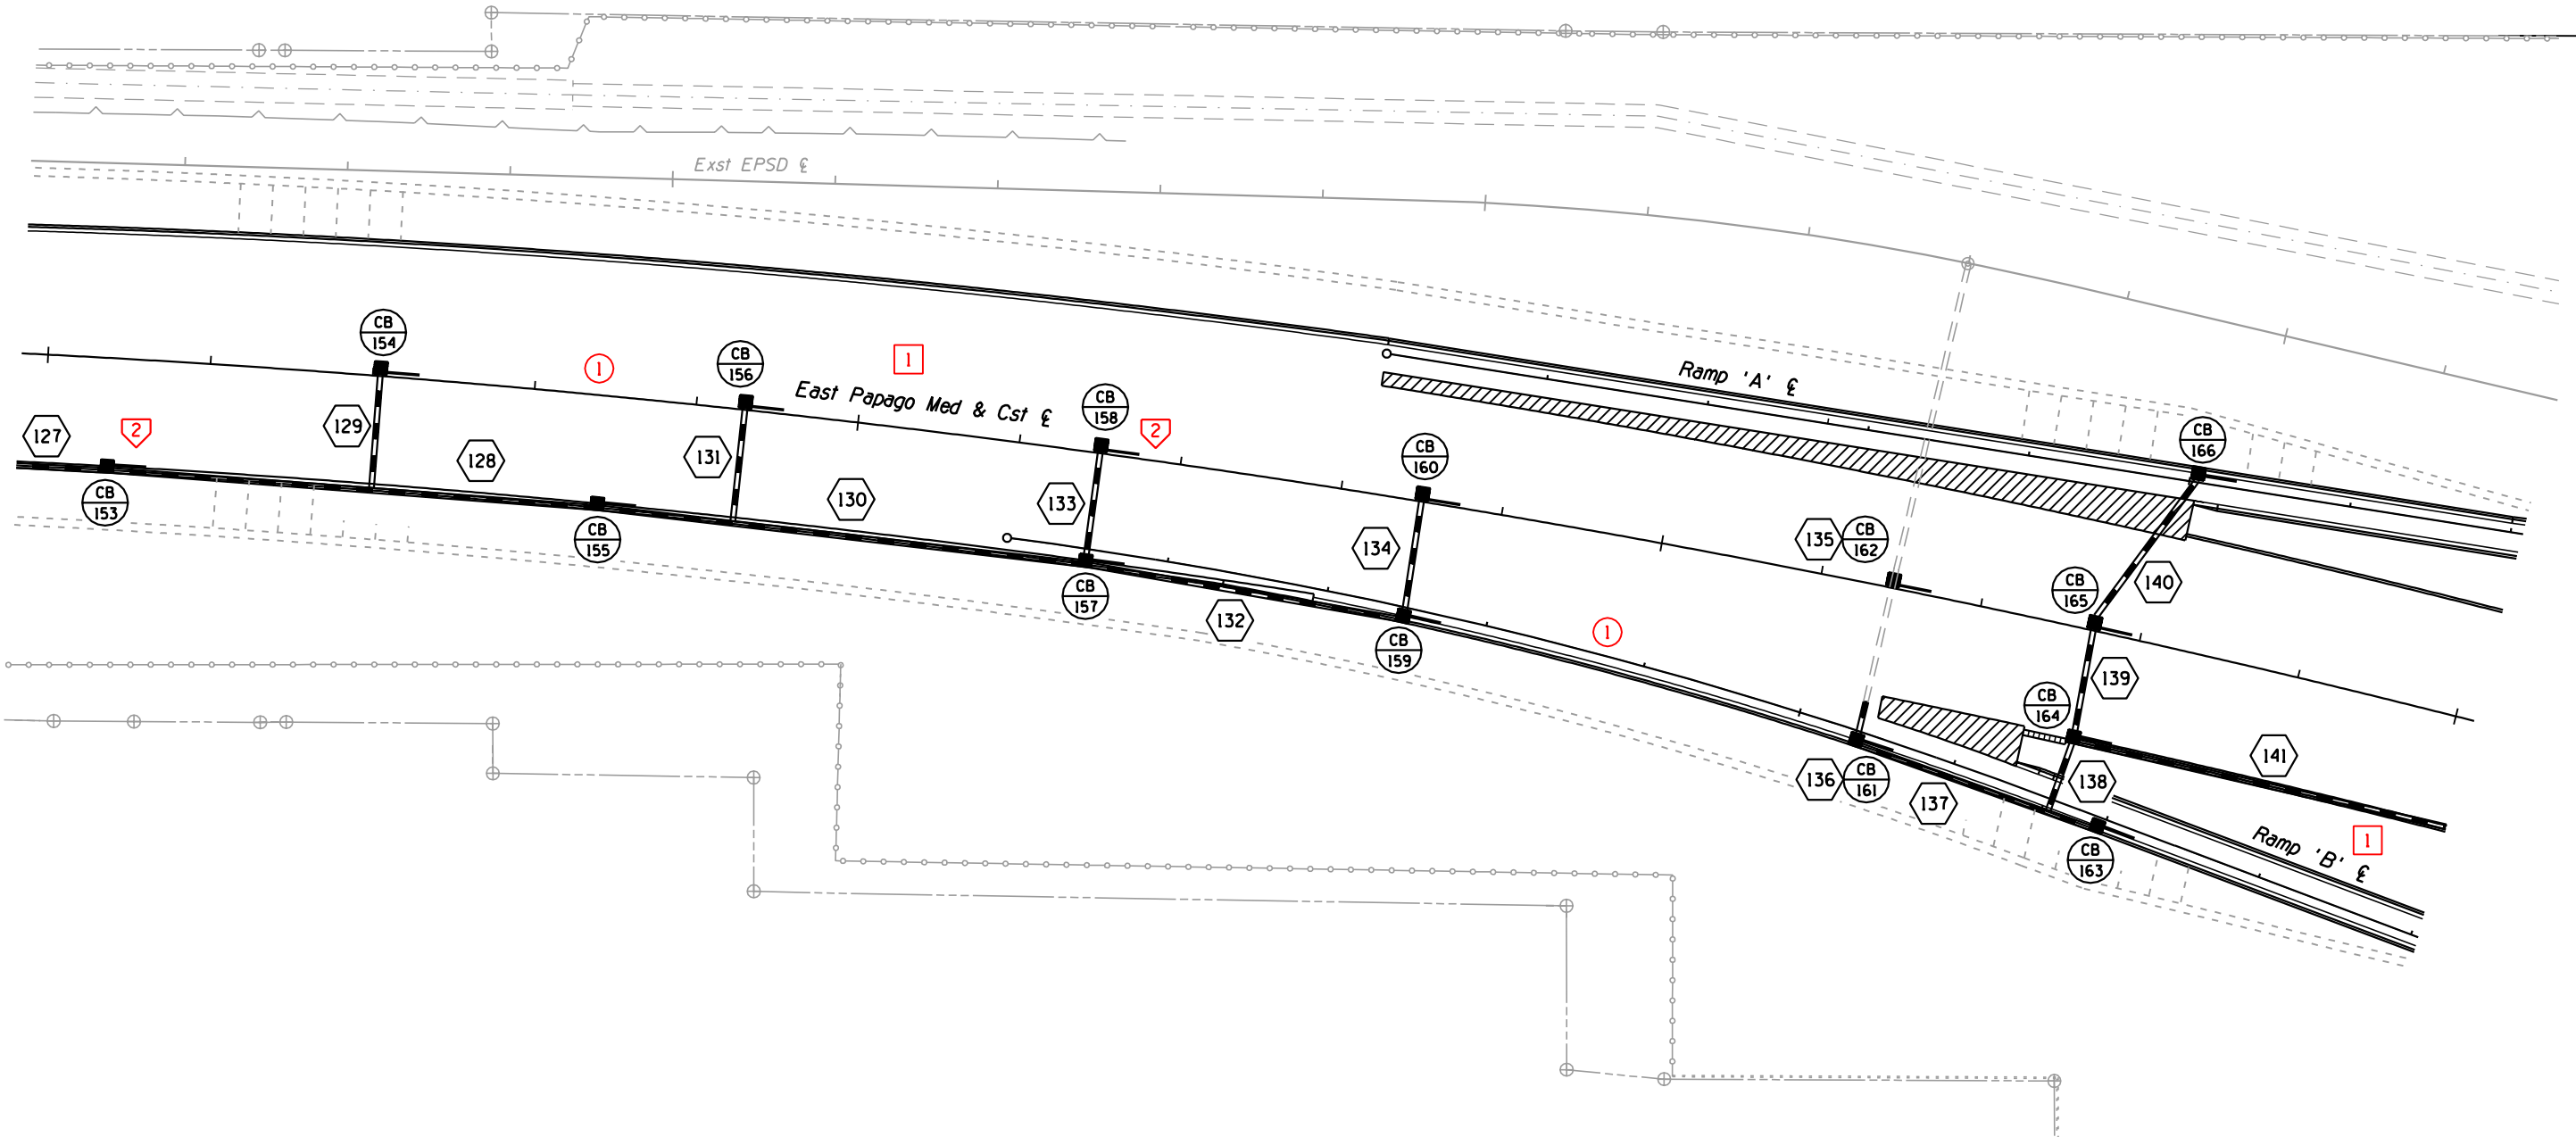 Exst EPSD ℄
CB
154
1
CB
156
1
East Papago Med & Cst ℄
CB
158
2
Ramp 'A' ℄
CB
166
127
2
129
128
131
130
133
CB
160
134
135
CB
162
CB
153
CB
155
CB
157
132
CB
159
1
CB
165
140
139
CB
164
136
CB
161
137
138
141
Ramp 'B' ℄
1
CB
163